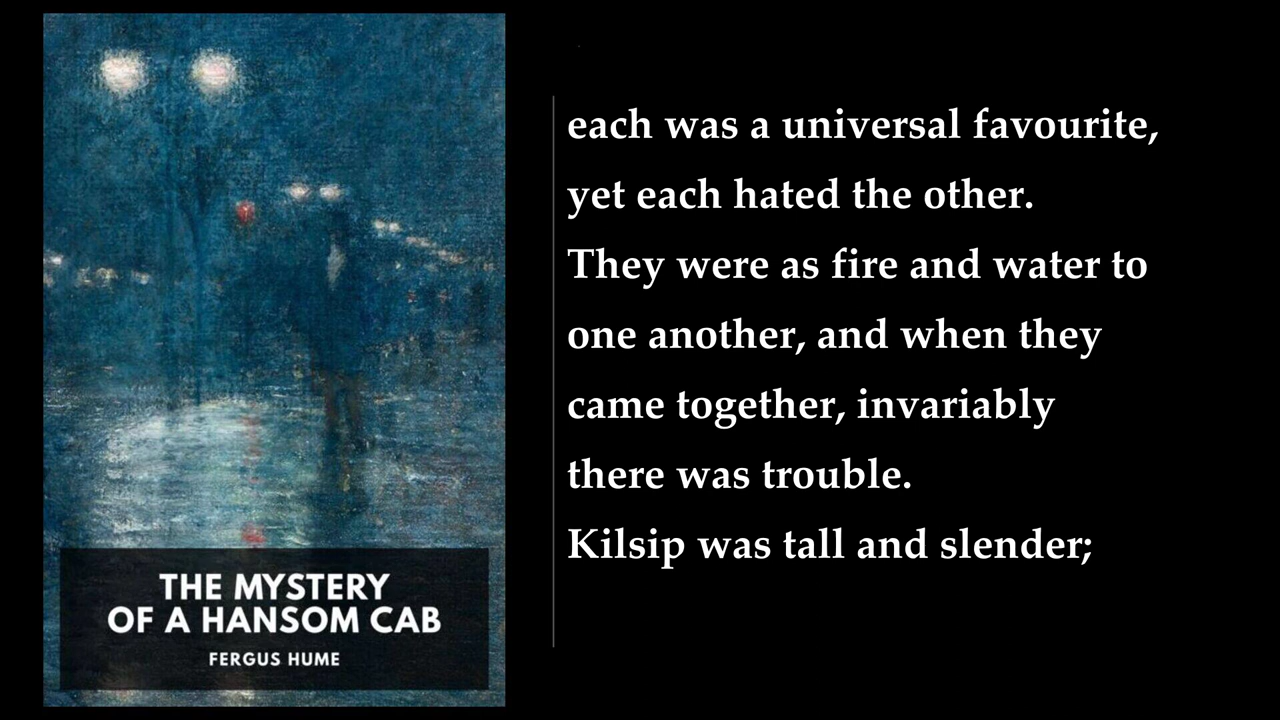 each was a universal favourite,
yet each hated the other.
They were as fire and water to
one another, and when they
came together, invariably
there was trouble.
Kilsip was tall and slender;
THE MYSTERY
OF A HANSOM CAB
FERGUS HUME